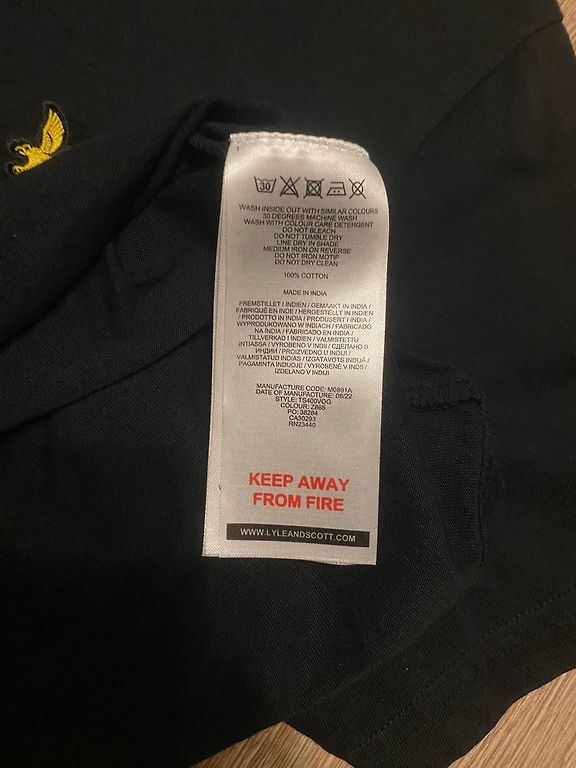 30
WASH INSIDE OUT WITH SIMILAR COLOURS
30 DEGREES MACHINE WASH
WASH WITH COLOUR CARE DETERGENT
DO NOT BLEACH
DO NOT TUMBLE DRY
LINE DRY IN SHADE
MEDIUM IRON ON REVERSE
DO NOT IRON MOTIF
DO NOT DRY CLEAN
100% COTTON
MADE IN INDIA
FREMSTILLET I INDIEN / GEMAAKT IN INDIA /
FABRIQUÉ EN INDE / HERGESTELLT IN INDIEN
/ PRODOTTO IN INDIA / PRODUSERT I INDIA /
WYPRODUKOWANO W INDIACH / FABRICADO
NA ÍNDIA / FABRICADO EN INDIA /
TILLVERKAD I INDIEN / VALMISTETTU
INTIASSA / VYROBENO V INDII / СДЕЛАНО В
ИНДИИ / PROIZVEDENO U INDIJI /
VALMISTATUD INDIAS / IZGATAVOTS INDIJĀ /
PAGAMINTA INDIJOJE / VYROBENÉ V INDII /
IZDELANO V INDIJI
MANUFACTURE CODE: M0891A
DATE OF MANUFACTURE: 08/22
STYLE: TS400VOG
COLOUR: Z865
PO: 38284
CA30293
RN23440
KEEP AWAY
FROM FIRE
WWW.LYLEANDSCOTT.COM